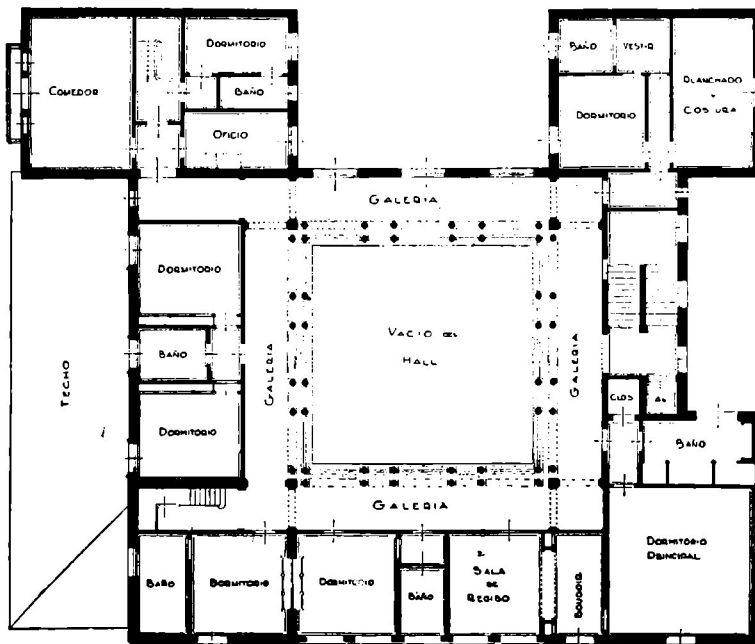 DORMITORIO
BAÑO
VESTIR
COMEDOR
BAÑO
PLANCHADO
Y
COSTURA
DORMITORIO
OFICIO
GALERIA
DORMITORIO
VACIO DEL
HALL
BAÑO
GALERIA
GALERIA
TECHO
CLOS
AL
DORMITORIO
BAÑO
GALERIA
DORMITORIO
PRINCIPAL
SALA
DE
RECIBO
BAÑO
DORMITORIO
DORMITORIO
BAÑO
BOUDOIR